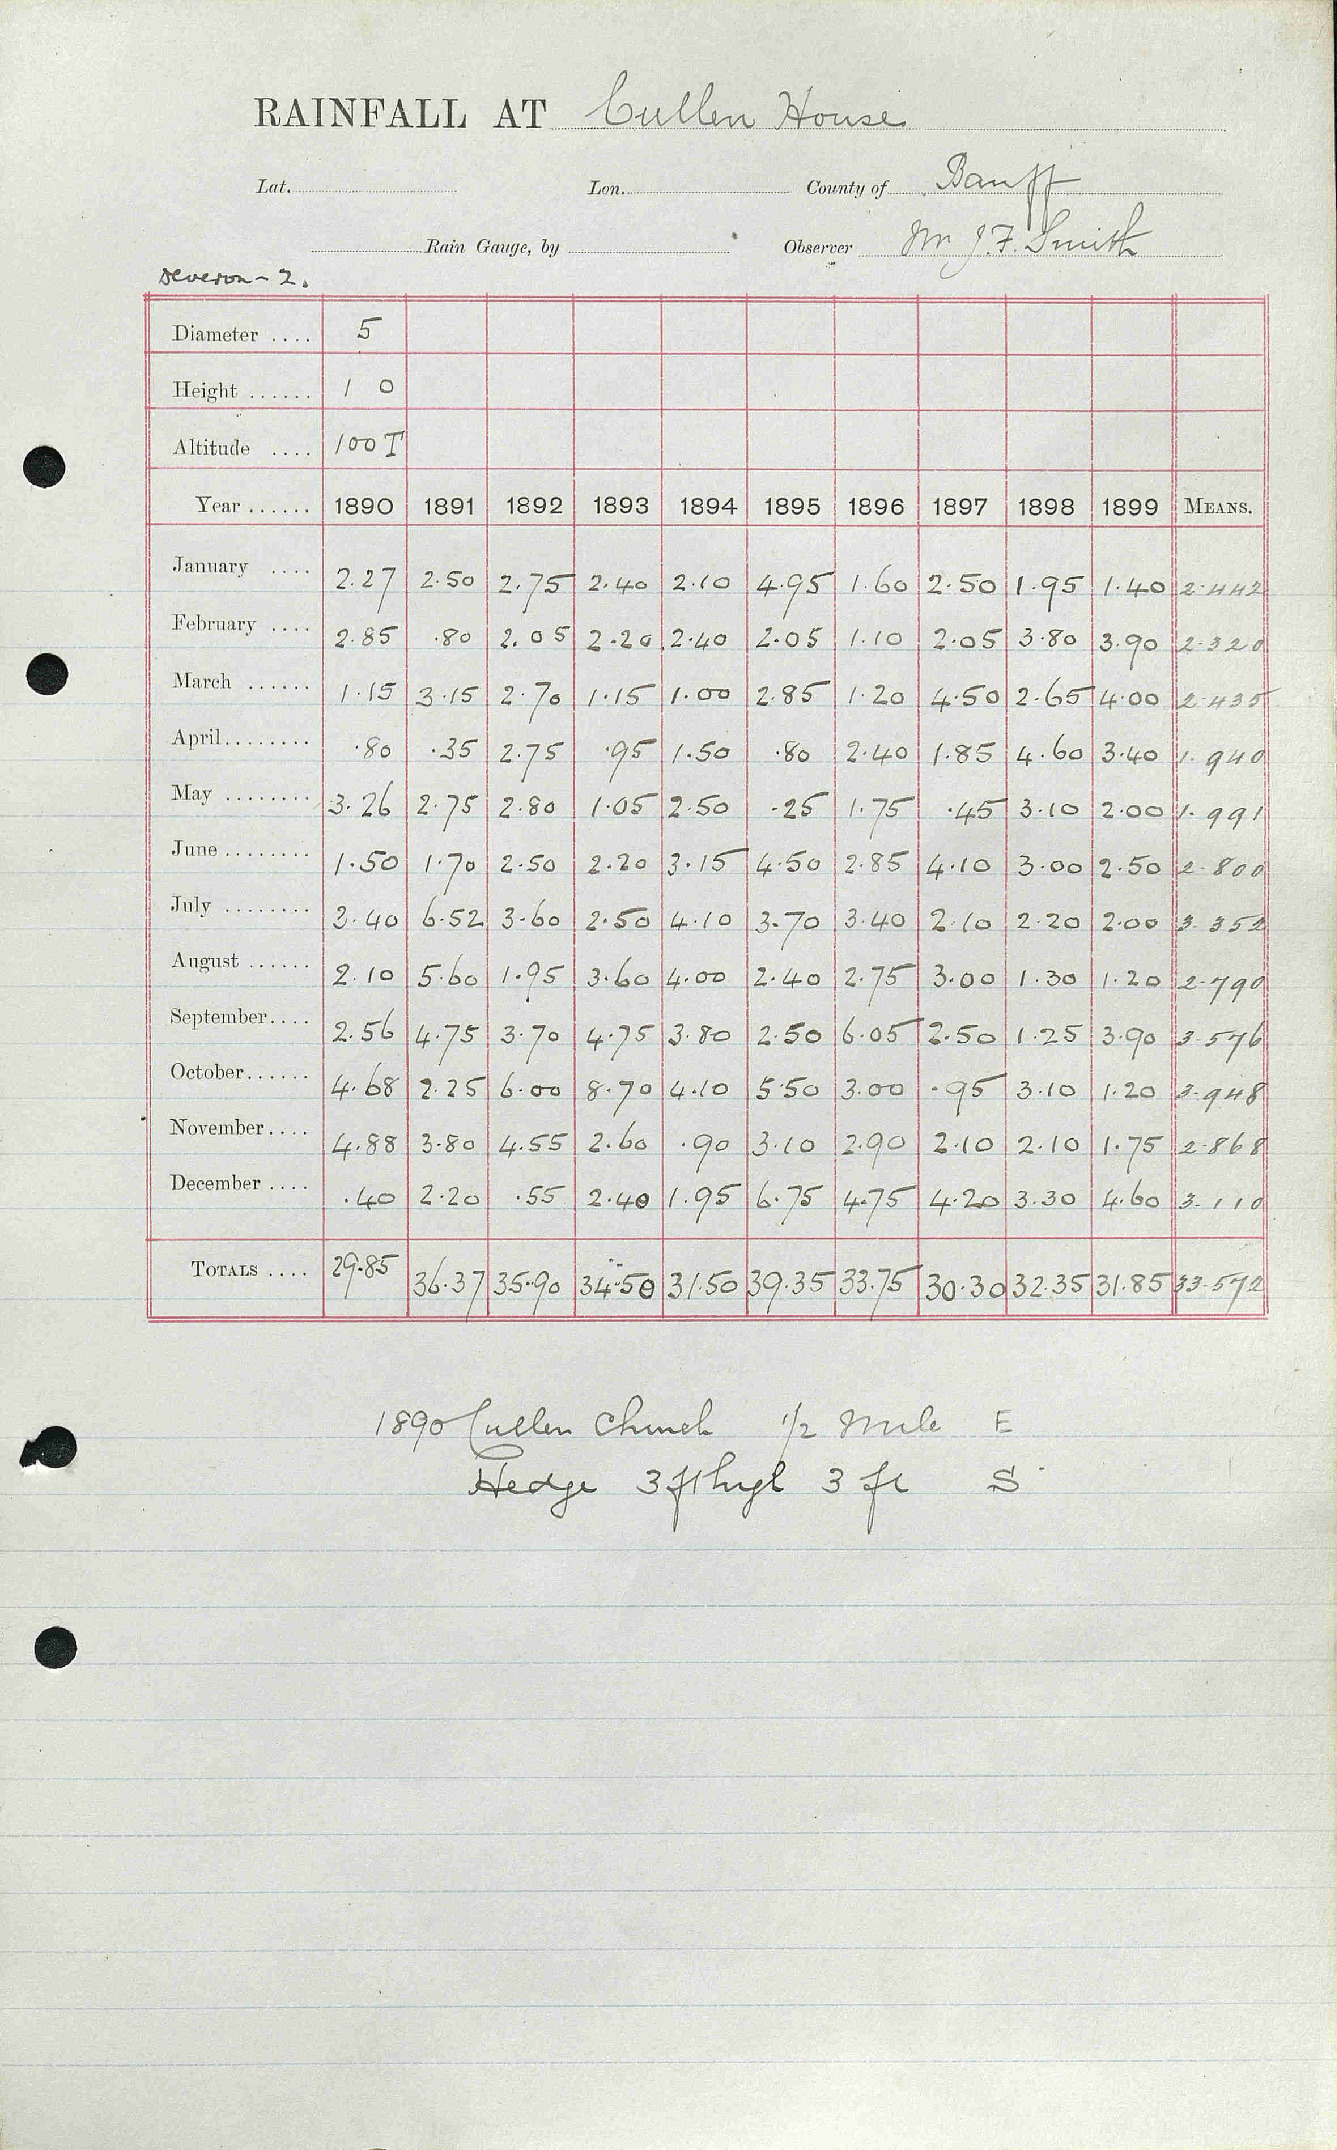 RAINFALL AT Cullen House
Lat. Lon. County of Banff
Rain Gauge, by Observer Mr J. F. Smith
Deveron - 2.
Diameter .... 5
Height ...... 1 0
Altitude .... 100 T
Year ...... 1890 1891 1892 1893 1894 1895 1896 1897 1898 1899 MEANS.
January .... 2.27 2.50 2.75 2.40 2.10 4.95 1.60 2.50 1.95 1.40 2.442
February .... 2.85 .80 2.05 2.20 2.40 2.05 1.10 2.05 3.80 3.90 2.320
March ...... 1.15 3.15 2.70 1.15 1.00 2.85 1.20 4.50 2.65 4.00 2.435
April........ .80 .35 2.75 .95 1.50 .80 2.40 1.85 4.60 3.40 1.940
May ........ 3.26 2.75 2.80 1.05 2.50 .25 1.75 .45 3.10 2.00 1.991
June ........ 1.50 1.70 2.50 2.20 3.15 4.50 2.85 4.10 3.00 2.50 2.800
July ........ 3.40 6.52 3.60 2.50 4.10 3.70 3.40 2.10 2.20 2.00 3.352
August ...... 2.10 5.60 1.95 3.60 4.00 2.40 2.75 3.00 1.30 1.20 2.790
September.... 2.56 4.75 3.70 4.75 3.80 2.50 6.05 2.50 1.25 3.90 3.576
October...... 4.68 2.25 6.00 8.70 4.10 5.50 3.00 .95 3.10 1.20 3.948
November.... 4.88 3.80 4.55 2.60 .90 3.10 2.90 2.10 2.10 1.75 2.868
December .... .40 2.20 .55 2.40 1.95 6.75 4.75 4.20 3.30 4.60 3.110
TOTALS .... 29.85 36.37 35.90 34.50 31.50 39.35 33.75 30.30 32.35 31.85 33.572
1890 Cullen Church 1/2 Mile E
Hedge 3 ft high 3 ft S